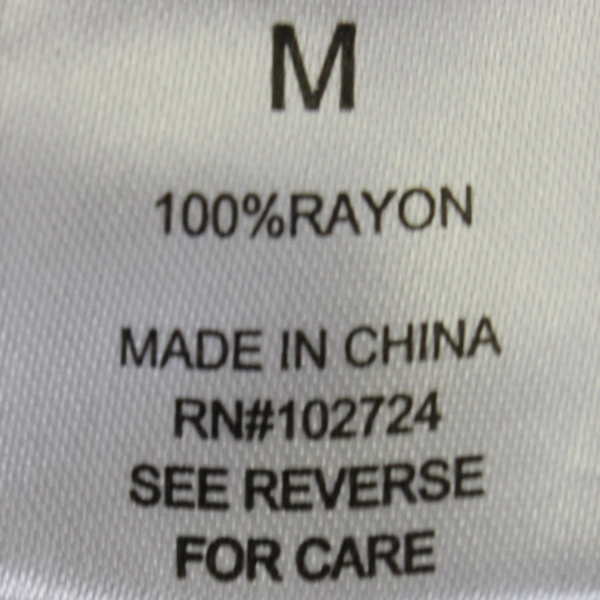 M
100%RAYON
MADE IN CHINA
RN#102724
SEE REVERSE
FOR CARE